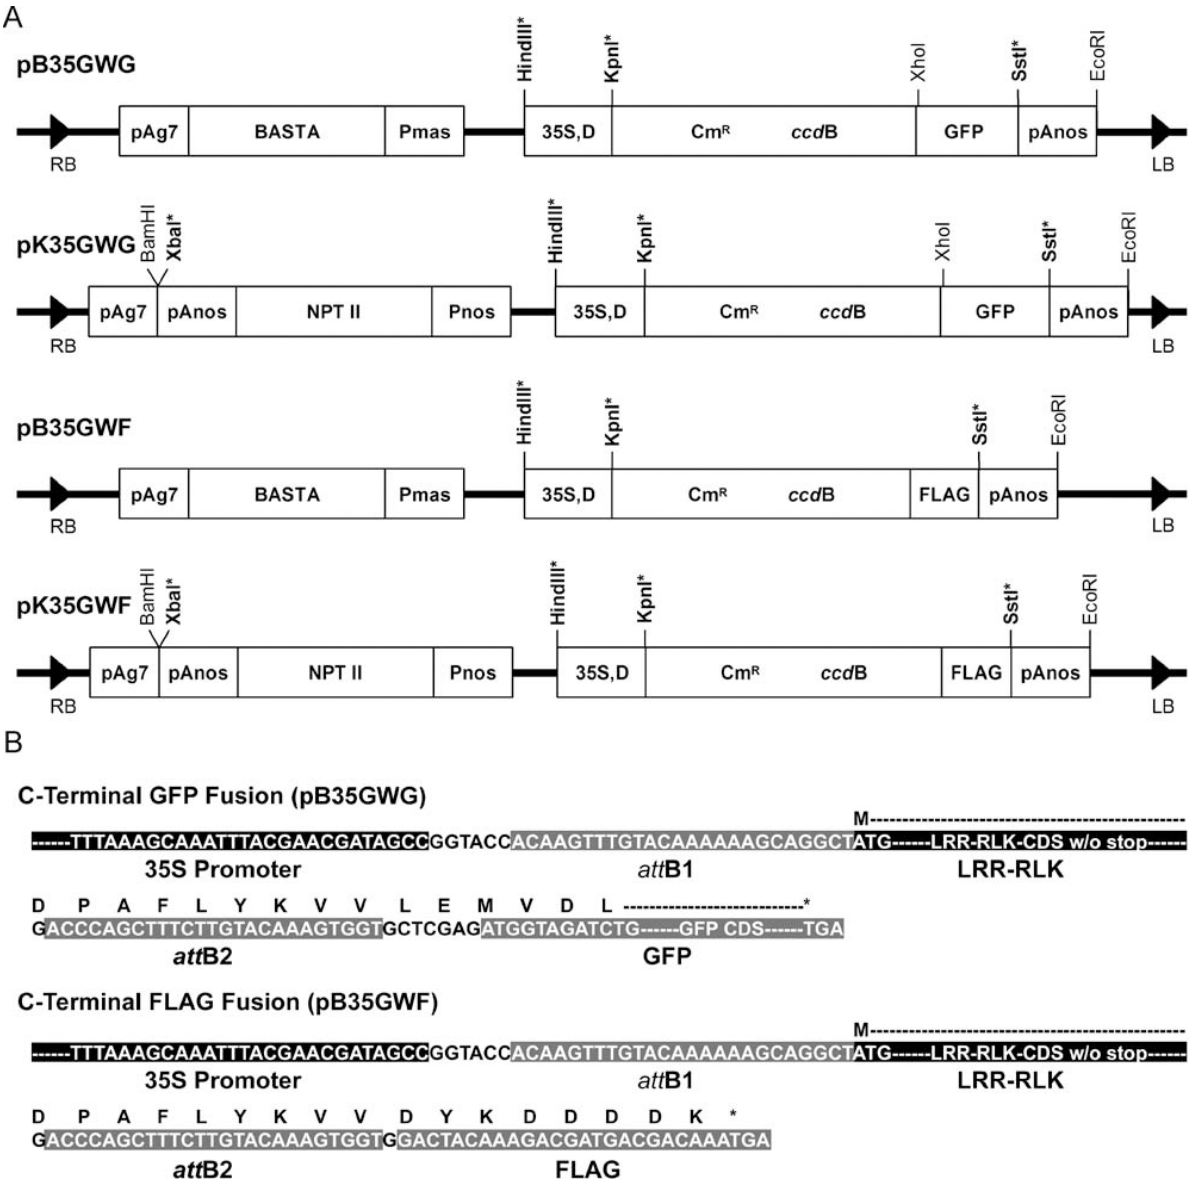 A
pB35GWG
HindIII* KpnI* XhoI SstI* EcoRI
pAg7 BASTA Pmas 35S,D CmR ccdB GFP pAnos
RB LB
pK35GWG
BamHI XbaI* HindIII* KpnI* XhoI SstI* EcoRI
pAg7 pAnos NPT II Pnos 35S,D CmR ccdB GFP pAnos
RB LB
pB35GWF
HindIII* KpnI* SstI* EcoRI
pAg7 BASTA Pmas 35S,D CmR ccdB FLAG pAnos
RB LB
pK35GWF
BamHI XbaI* HindIII* KpnI* SstI* EcoRI
pAg7 pAnos NPT II Pnos 35S,D CmR ccdB FLAG pAnos
RB LB
B
C-Terminal GFP Fusion (pB35GWG)
M------------------------------------------
------TTTAAAGCAAATTTACGAACGATAGCCGGTACCACAAGTTTGTACAAAAAAGCAGGCTATG------LRR-RLK-CDS w/o stop------
35S Promoter attB1 LRR-RLK
D P A F L Y K V V L E M V D L --------------------------*
GACCCAGCTTTCTTGTACAAAGTGGTGCTCGAGATGGTAGATCTG------GFP CDS------TGA
attB2 GFP
C-Terminal FLAG Fusion (pB35GWF)
M------------------------------------------
------TTTAAAGCAAATTTACGAACGATAGCCGGTACCACAAGTTTGTACAAAAAAGCAGGCTATG------LRR-RLK-CDS w/o stop------
35S Promoter attB1 LRR-RLK
D P A F L Y K V V D Y K D D D D K *
GACCCAGCTTTCTTGTACAAAGTGGTGGACTACAAAGACGATGACGACAAATGA
attB2 FLAG